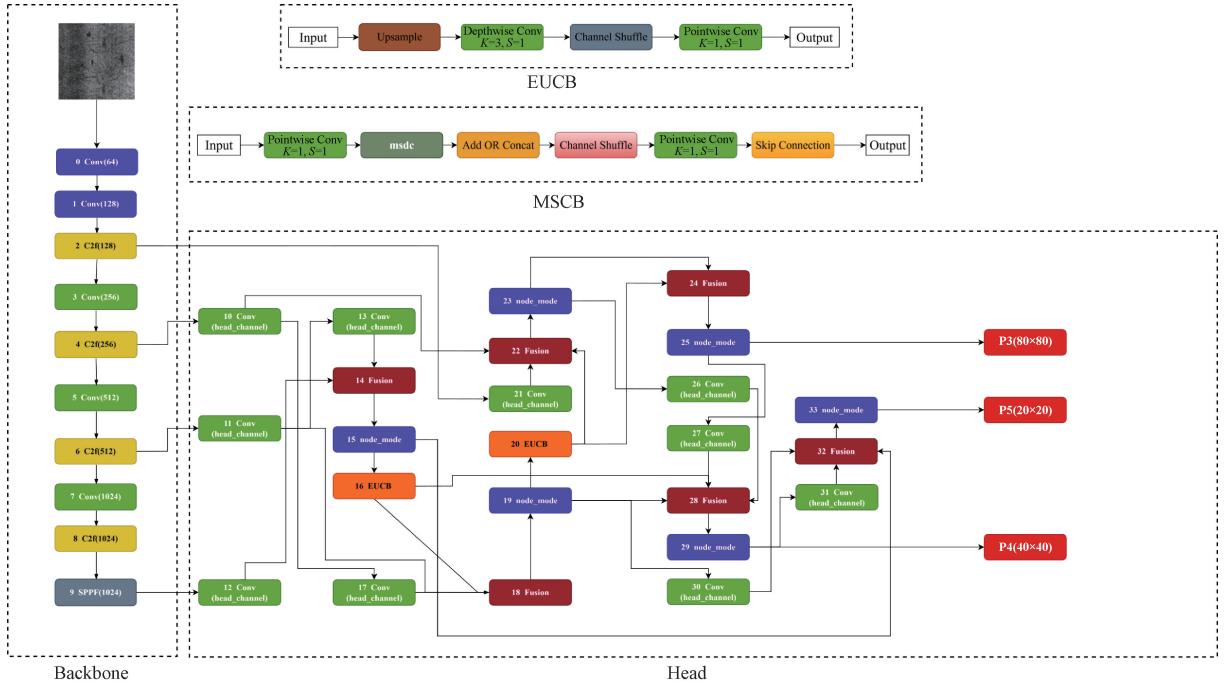 Input
Upsample
Depthwise Conv
K=3, S=1
Channel Shuffle
Pointwise Conv
K=1, S=1
Output
EUCB
Input
Pointwise Conv
K=1, S=1
msdc
Add OR Concat
Channel Shuffle
Pointwise Conv
K=1, S=1
Skip Connection
Output
MSCB
0 Conv(64)
1 Conv(128)
2 C2f(128)
3 Conv(256)
4 C2f(256)
5 Conv(512)
6 C2f(512)
7 Conv(1024)
8 C2f(1024)
9 SPPF(1024)
Backbone
10 Conv
(head_channel)
11 Conv
(head_channel)
12 Conv
(head_channel)
13 Conv
(head_channel)
14 Fusion
15 node_mode
16 EUCB
17 Conv
(head_channel)
18 Fusion
19 node_mode
20 EUCB
21 Conv
(head_channel)
22 Fusion
23 node_mode
24 Fusion
25 node_mode
26 Conv
(head_channel)
27 Conv
(head_channel)
28 Fusion
29 node_mode
30 Conv
(head_channel)
31 Conv
(head_channel)
32 Fusion
33 node_mode
P3(80×80)
P5(20×20)
P4(40×40)
Head